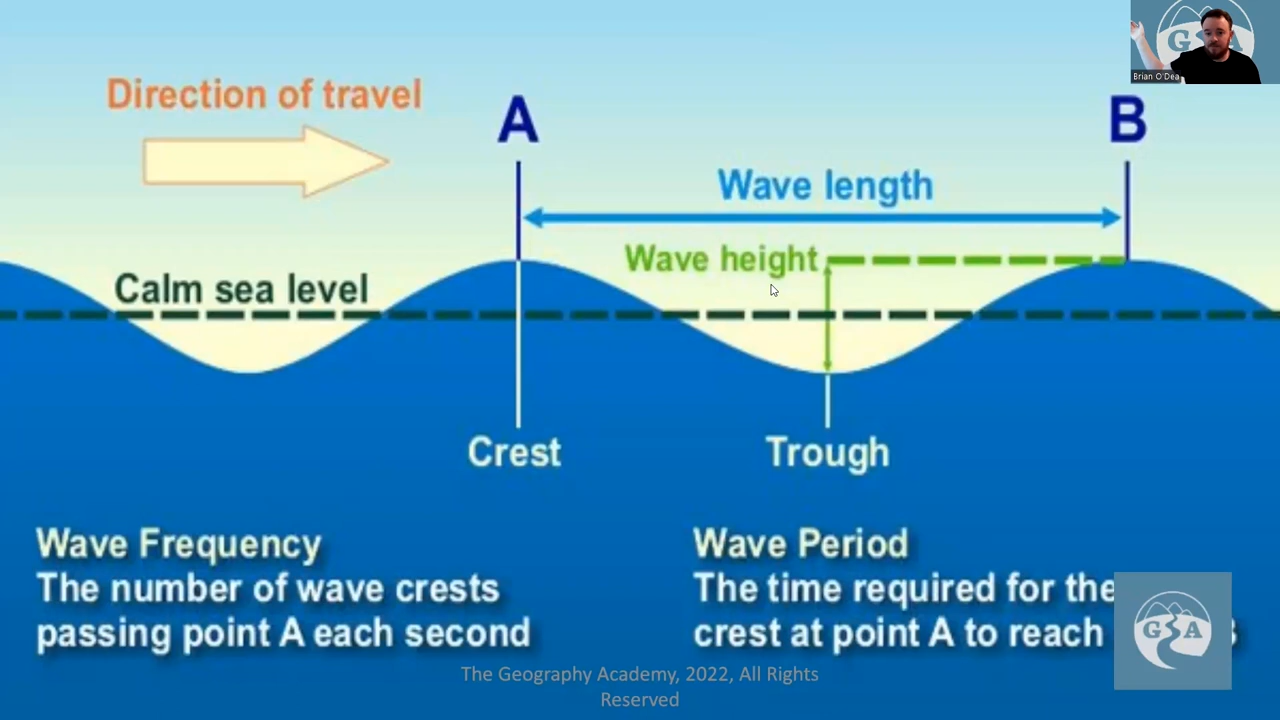 Brian O'Dea
Direction of travel
A
B
Wave length
Wave height
Calm sea level
Crest
Trough
Wave Frequency
The number of wave crests
passing point A each second
Wave Period
The time required for the
crest at point A to reach
GSA
The Geography Academy, 2022, All Rights
Reserved